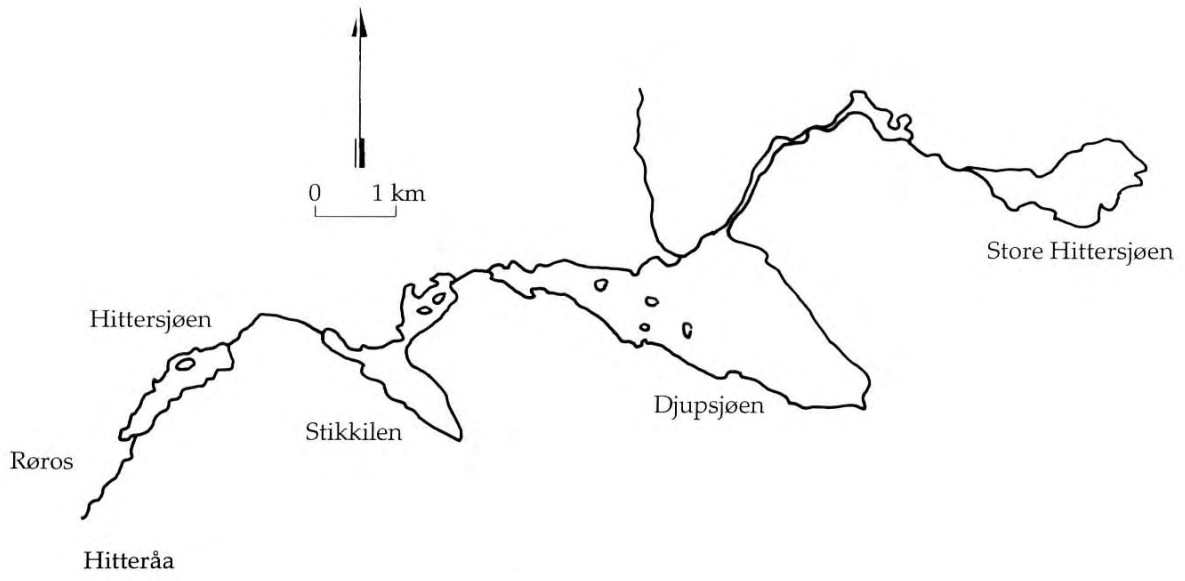 0 1 km
Store Hittersjøen
Hittersjøen
Djupsjøen
Stikkilen
Røros
Hitteråa